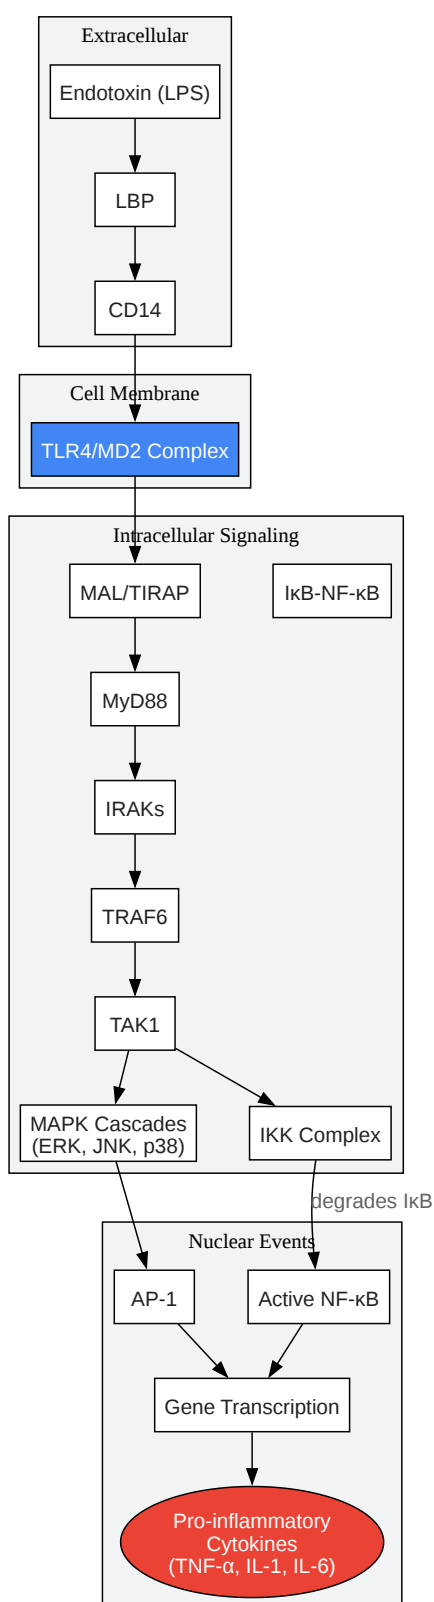 Extracellular
Endotoxin (LPS)
LBP
CD14
Cell Membrane
TLR4/MD2 Complex
Intracellular Signaling
MAL/TIRAP
IκB-NF-κB
MyD88
IRAKs
TRAF6
TAK1
MAPK Cascades
(ERK, JNK, p38)
IKK Complex
degrades IκB
Nuclear Events
AP-1
Active NF-κB
Gene Transcription
Pro-inflammatory
Cytokines
(TNF-α, IL-1, IL-6)